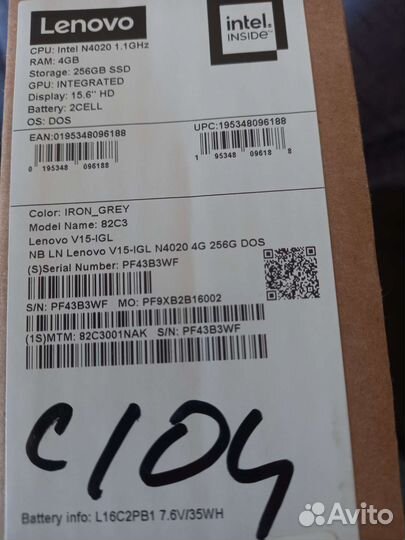 Lenovo
intel
INSIDE
CPU: Intel N4020 1.1GHz
RAM: 4GB
Storage: 256GB SSD
GPU: INTEGRATED
Display: 15.6" HD
Battery: 2CELL
OS: DOS
EAN:0195348096188 UPC:195348096188
0 195348 096188 1 95348 09618 8
Color: IRON_GREY
Model Name: 82C3
Lenovo V15-IGL
NB LN Lenovo V15-IGL N4020 4G 256G DOS
(S)Serial Number: PF43B3WF
S/N: PF43B3WF MO: PF9XB2B16002
(1S)MTM: 82C3001NAK S/N: PF43B3WF
C104
Battery info: L16C2PB1 7.6V/35WH
Avito